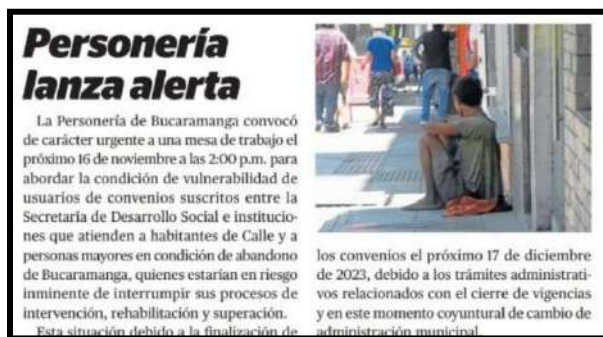 Personería
lanza alerta
La Personería de Bucaramanga convocó
de carácter urgente a una mesa de trabajo el
próximo 16 de noviembre a las 2:00 p.m. para
abordar la condición de vulnerabilidad de
usuarios de convenios suscritos entre la
Secretaría de Desarrollo Social e institucio-
nes que atienden a habitantes de Calle y a
personas mayores en condición de abandono
de Bucaramanga, quienes estarían en riesgo
inminente de interrumpir sus procesos de
intervención, rehabilitación y superación.
Esta situación debido a la finalización de
los convenios el próximo 17 de diciembre
de 2023, debido a los trámites administrati-
vos relacionados con el cierre de vigencias
y en este momento coyuntural de cambio de
administración municipal.